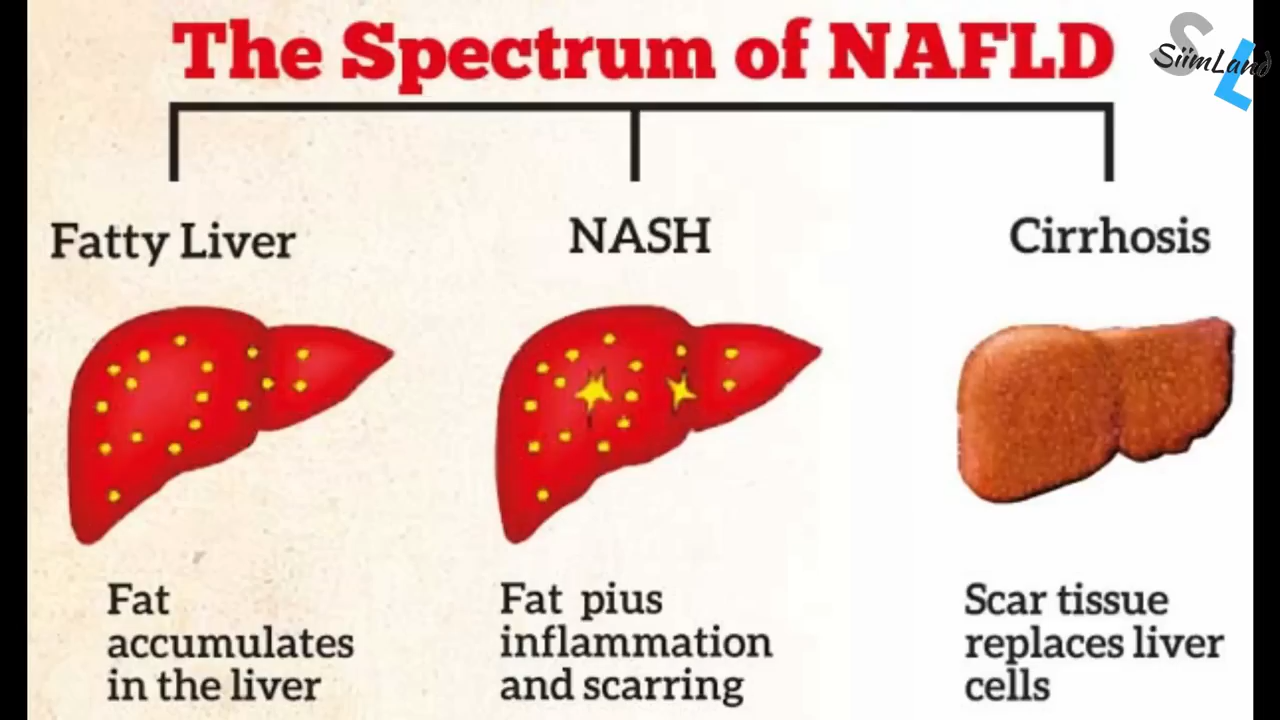 The Spectrum of NAFLD
SiimLand
SL
Fatty Liver
NASH
Cirrhosis
Fat
accumulates
in the liver
Fat pius
inflammation
and scarring
Scar tissue
replaces liver
cells